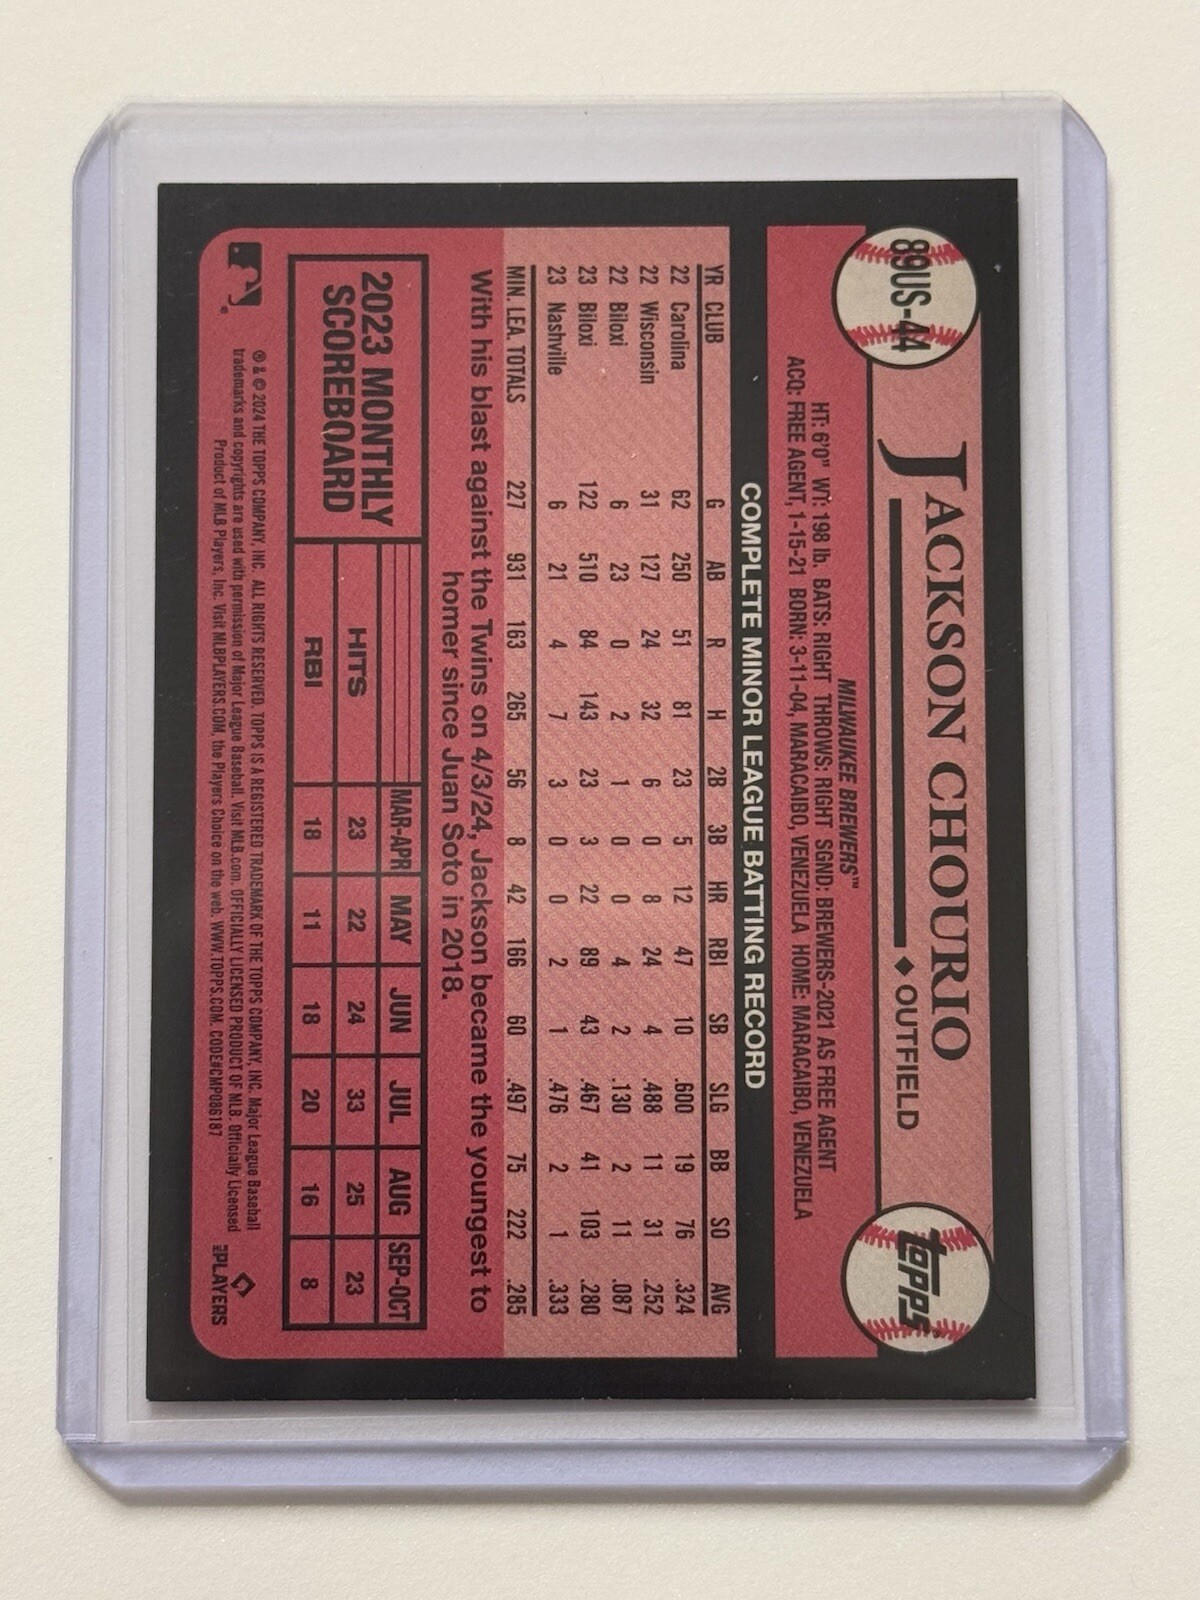 89US-44
JACKSON CHOURIO
◆ OUTFIELD
topps®
MILWAUKEE BREWERS™
HT: 6'0" WT: 198 lb. BATS: RIGHT THROWS: RIGHT SGND: BREWERS-2021 AS FREE AGENT
ACQ: FREE AGENT, 1-15-21 BORN: 3-11-04, MARACAIBO, VENEZUELA HOME: MARACAIBO, VENEZUELA
COMPLETE MINOR LEAGUE BATTING RECORD
YR CLUB G AB R H 2B 3B HR RBI SB SLG BB SO AVG
22 Carolina 62 250 51 81 23 5 12 47 10 .600 19 76 .324
22 Wisconsin 31 127 24 32 6 0 8 24 4 .488 11 31 .252
22 Biloxi 6 23 0 2 1 0 0 4 2 .130 2 11 .087
23 Biloxi 122 510 84 143 23 3 22 89 43 .467 41 103 .280
23 Nashville 6 21 4 7 3 0 0 2 1 .476 2 1 .333
MIN. LEA. TOTALS 227 931 163 265 56 8 42 166 60 .497 75 222 .285
With his blast against the Twins on 4/3/24, Jackson became the youngest to
homer since Juan Soto in 2018.
2023 MONTHLY
SCOREBOARD
MAR-APR MAY JUN JUL AUG SEP-OCT
HITS 23 22 24 33 25 23
RBI 18 11 18 20 16 8
® & © 2024 THE TOPPS COMPANY, INC. ALL RIGHTS RESERVED. TOPPS IS A REGISTERED TRADEMARK OF THE TOPPS COMPANY, INC. Major League Baseball
trademarks and copyrights are used with permission of Major League Baseball. Visit MLB.com. OFFICIALLY LICENSED PRODUCT OF MLB. Officially Licensed
Product of MLB Players, Inc. Visit MLBPLAYERS.COM, the Players Choice on the web. WWW.TOPPS.COM. CODE#CMP086187
MLB PLAYERS